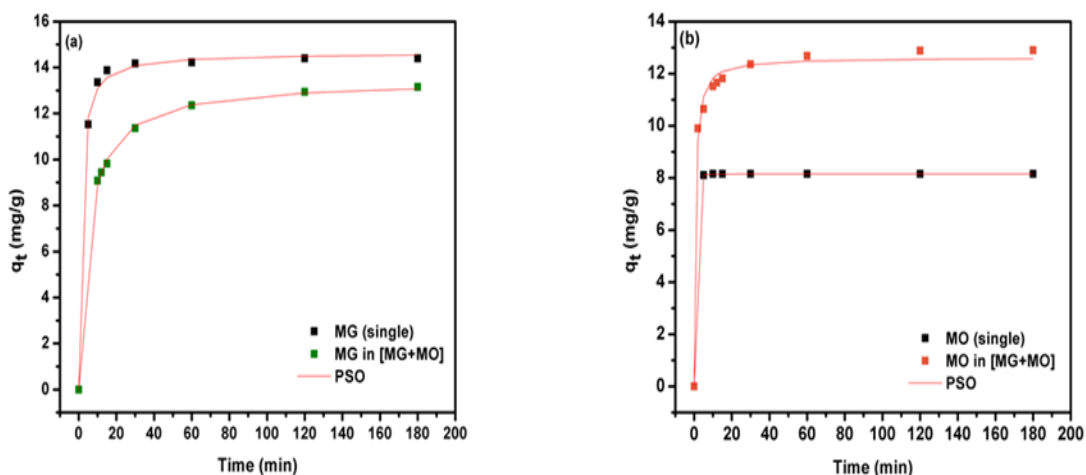 (a)
16
14
12
10
8
6
4
2
0
qt (mg/g)
MG (single)
MG in [MG+MO]
PSO
0 20 40 60 80 100 120 140 160 180 200
Time (min)
(b)
14
12
10
8
6
4
2
0
qt (mg/g)
MO (single)
MO in [MG+MO]
PSO
0 20 40 60 80 100 120 140 160 180 200
Time (min)